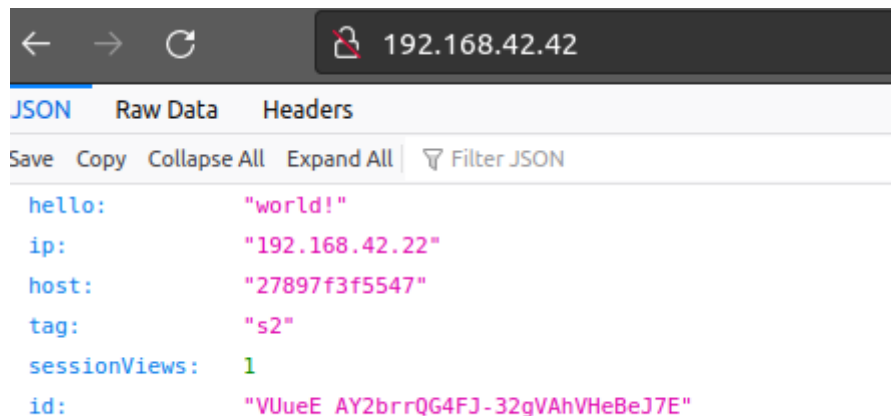 192.168.42.42
JSON Raw Data Headers
Save Copy Collapse All Expand All Filter JSON
hello: "world!"
ip: "192.168.42.22"
host: "27897f3f5547"
tag: "s2"
sessionViews: 1
id: "VUueE_AY2brrQG4FJ-32gVAhVHeBeJ7E"